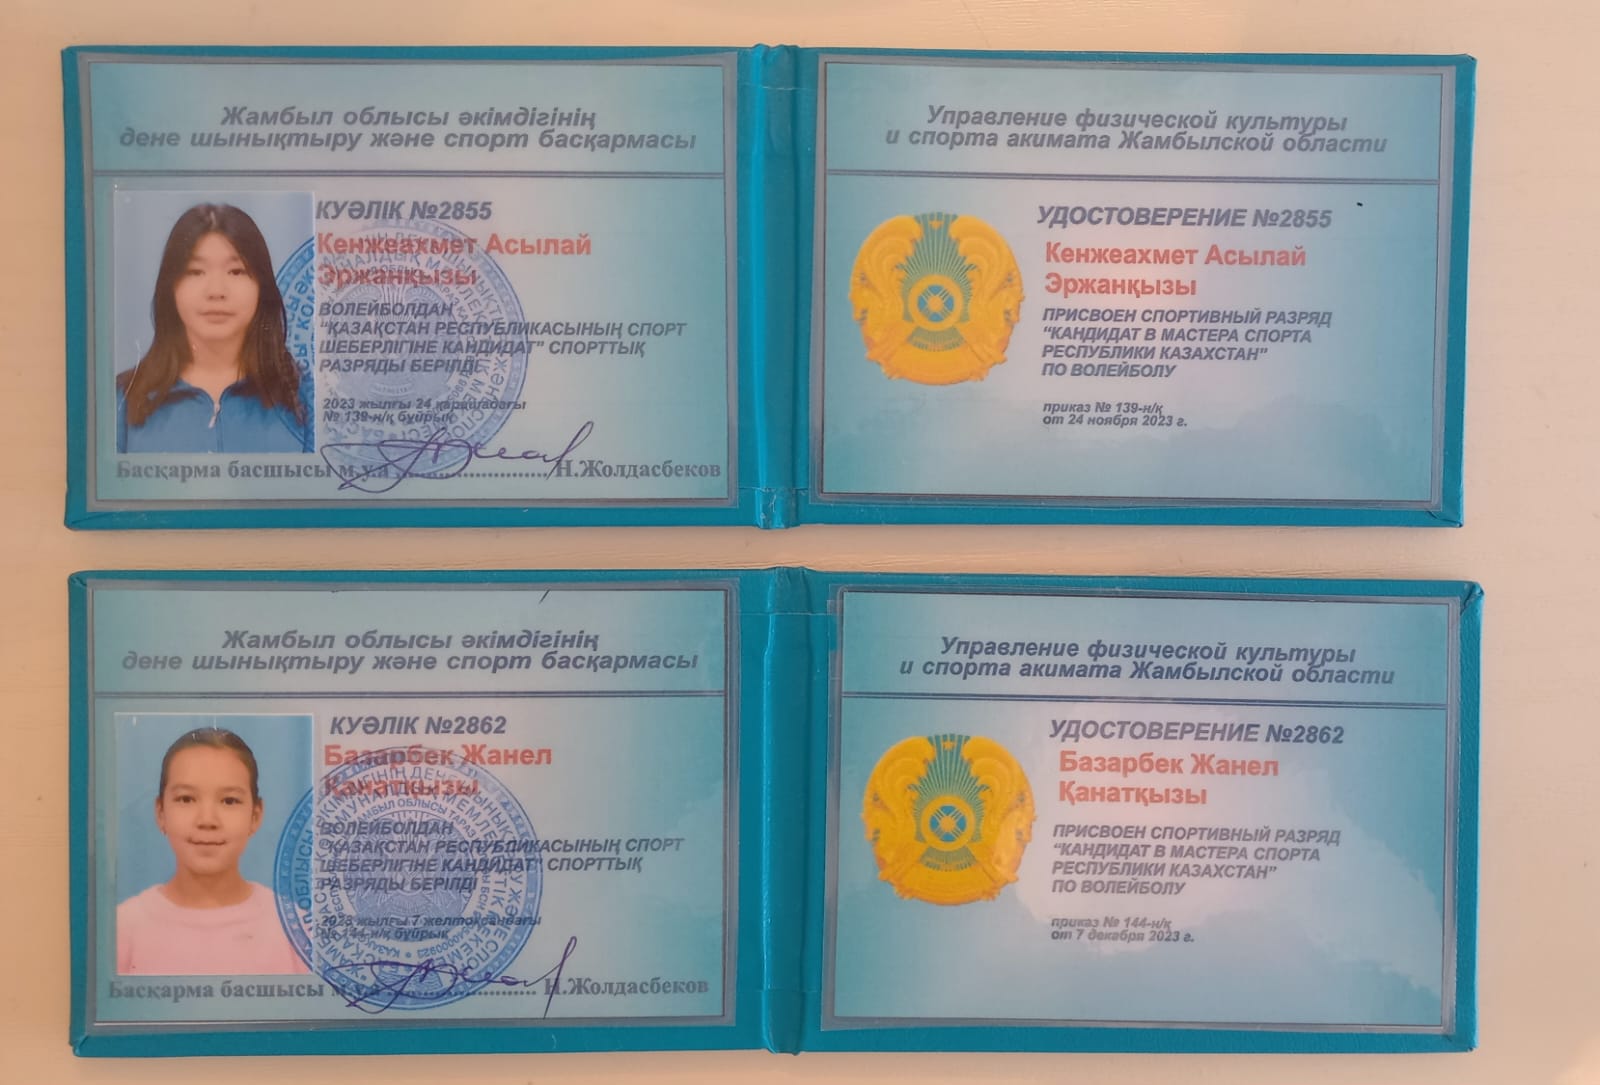 Жамбыл облысы әкімдігінің
дене шынықтыру және спорт басқармасы
КУӘЛІК №2855
Кенжеахмет Асылай
Эржанқызы
ВОЛЕЙБОЛДАН
"ҚАЗАҚСТАН РЕСПУБЛИКАСЫНЫҢ СПОРТ
ШЕБЕРЛІГІНЕ КАНДИДАТ" СПОРТТЫҚ
РАЗРЯДЫ БЕРІЛДІ
2023 жылғы 24 қарашадағы
№ 139-н/қ бұйрық
Басқарма басшысы м.у.а ........................ Н.Жолдасбеков
Управление физической культуры
и спорта акимата Жамбылской области
УДОСТОВЕРЕНИЕ №2855
Кенжеахмет Асылай
Эржанқызы
ПРИСВОЕН СПОРТИВНЫЙ РАЗРЯД
"КАНДИДАТ В МАСТЕРА СПОРТА
РЕСПУБЛИКИ КАЗАХСТАН"
ПО ВОЛЕЙБОЛУ
приказ № 139-н/қ
от 24 ноября 2023 г.
Жамбыл облысы әкімдігінің
дене шынықтыру және спорт басқармасы
КУӘЛІК №2862
Базарбек Жанел
Қанатқызы
ВОЛЕЙБОЛДАН
"ҚАЗАҚСТАН РЕСПУБЛИКАСЫНЫҢ СПОРТ
ШЕБЕРЛІГІНЕ КАНДИДАТ" СПОРТТЫҚ
РАЗРЯДЫ БЕРІЛДІ
2023 жылғы 7 желтоқсандағы
№ 144-н/қ бұйрық
Басқарма басшысы м.у.а ........................ Н.Жолдасбеков
Управление физической культуры
и спорта акимата Жамбылской области
УДОСТОВЕРЕНИЕ №2862
Базарбек Жанел
Қанатқызы
ПРИСВОЕН СПОРТИВНЫЙ РАЗРЯД
"КАНДИДАТ В МАСТЕРА СПОРТА
РЕСПУБЛИКИ КАЗАХСТАН"
ПО ВОЛЕЙБОЛУ
приказ № 144-н/қ
от 7 декабря 2023 г.